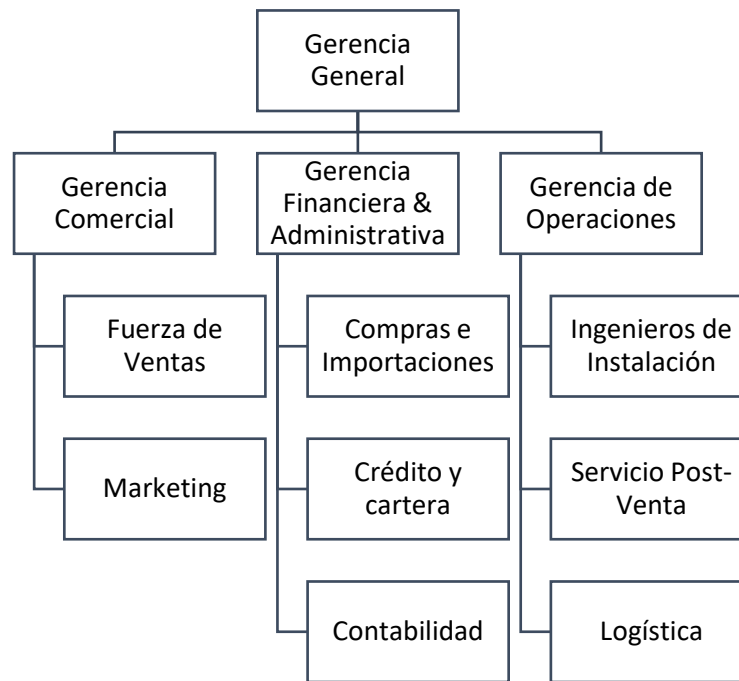 Gerencia
General
Gerencia
Comercial
Gerencia
Financiera &
Administrativa
Gerencia de
Operaciones
Fuerza de
Ventas
Compras e
Importaciones
Ingenieros de
Instalación
Marketing
Crédito y
cartera
Servicio Post-
Venta
Contabilidad
Logística